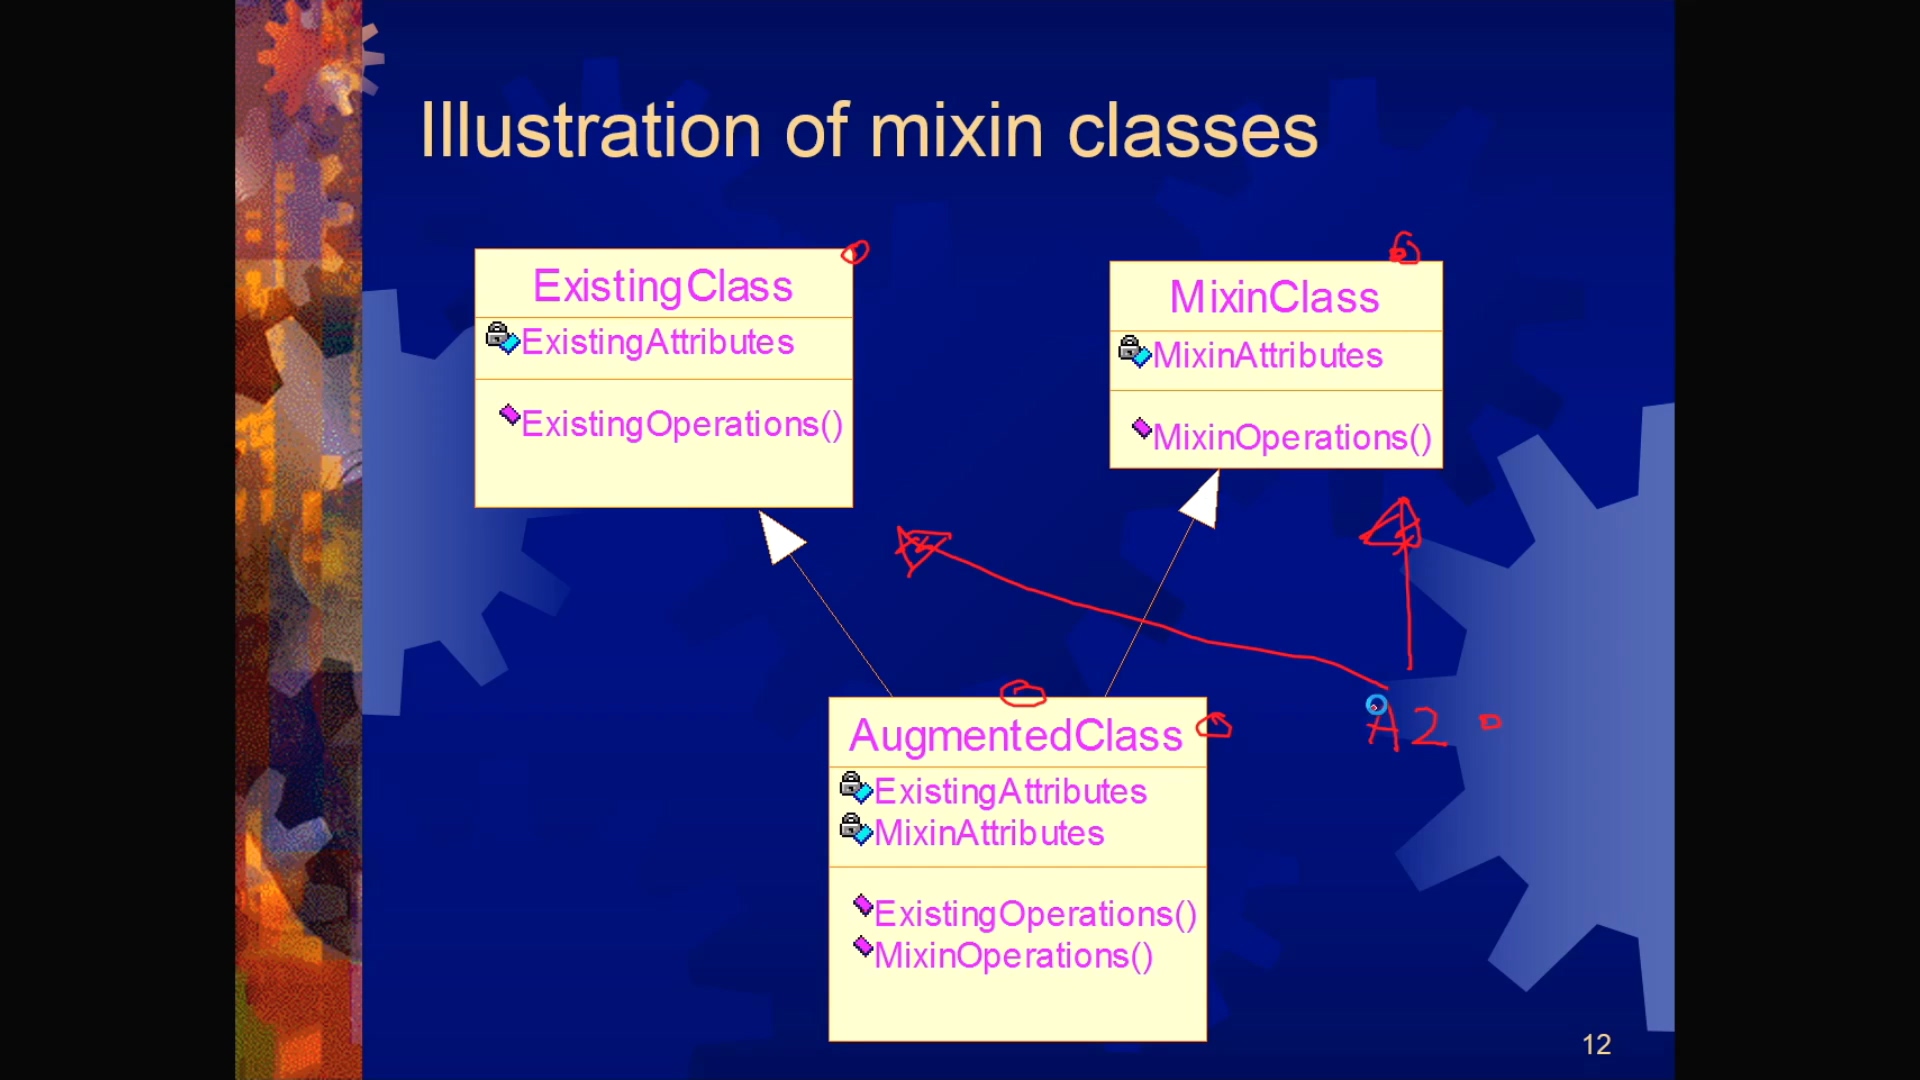 Illustration of mixin classes
ExistingClass
ExistingAttributes
ExistingOperations()
MixinClass
MixinAttributes
MixinOperations()
A2
AugmentedClass
ExistingAttributes
MixinAttributes
ExistingOperations()
MixinOperations()
12